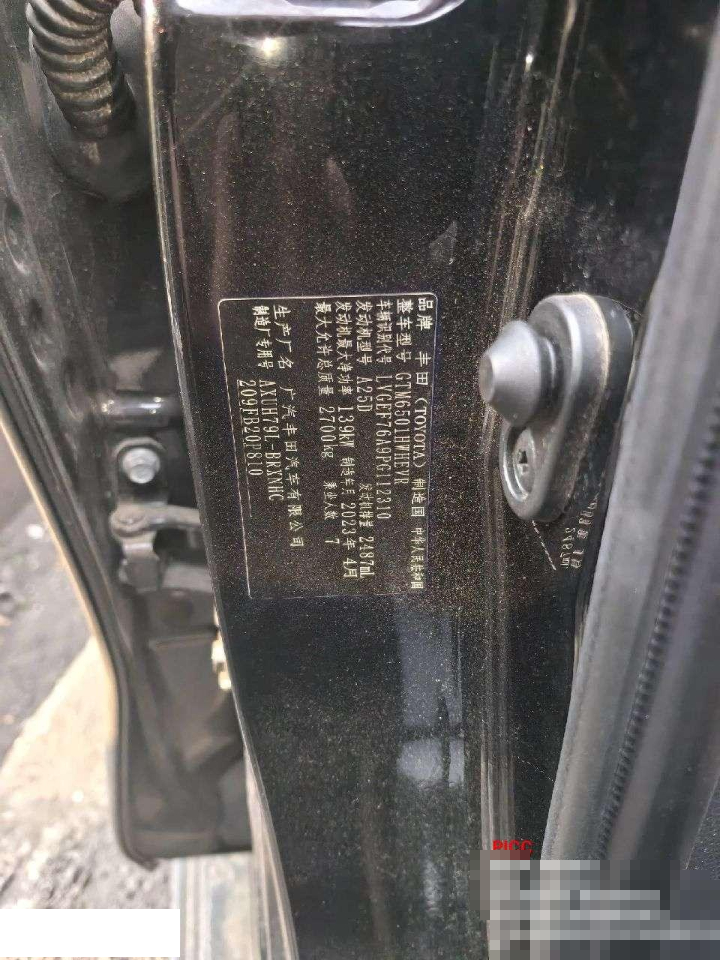 品牌 丰田 (TOYOTA) 制造国 中华人民共和国
整车型号 GTM6501HWHEVR
车辆识别代号 LVGEF76A9PG112310
发动机型号 A25D 发动机排量 2487mL
发动机最大净功率 139kW 制造年月 2023年 4月
最大允许总质量 2700kg 乘坐人数 7
生产厂名 广汽丰田汽车有限公司
制造厂专用号 AXUH78L-BRXNHC
209FB20P810
PICC